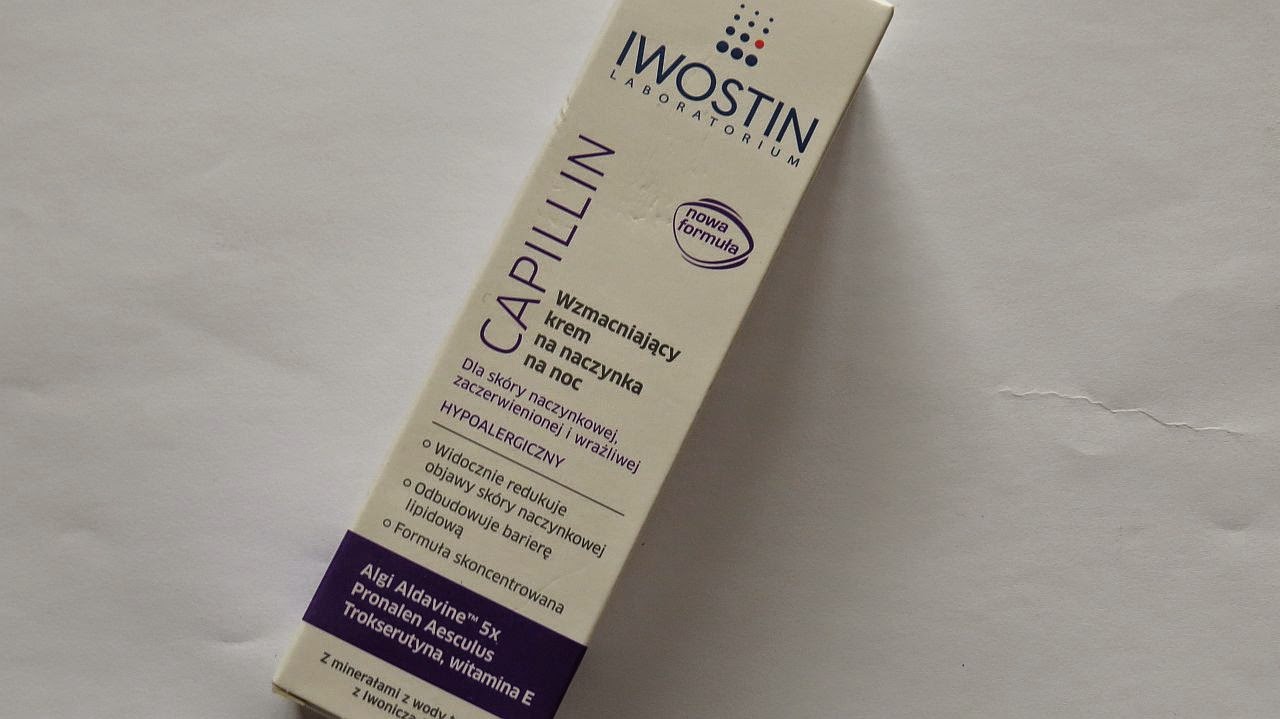 IWOSTIN
LABORATORIUM
CAPILLIN
nowa
formuła
Wzmacniający
krem
na naczynka
na noc
Dla skóry naczynkowej,
zaczerwienionej i wrażliwej
HYPOALERGICZNY
Widocznie redukuje
objawy skóry naczynkowej
Odbudowuje barierę
lipidową
Formuła skoncentrowana
Algi Aldavine™ 5x
Pronalen Aesculus
Trokserutyna, witamina E
Z minerałami z wody
z